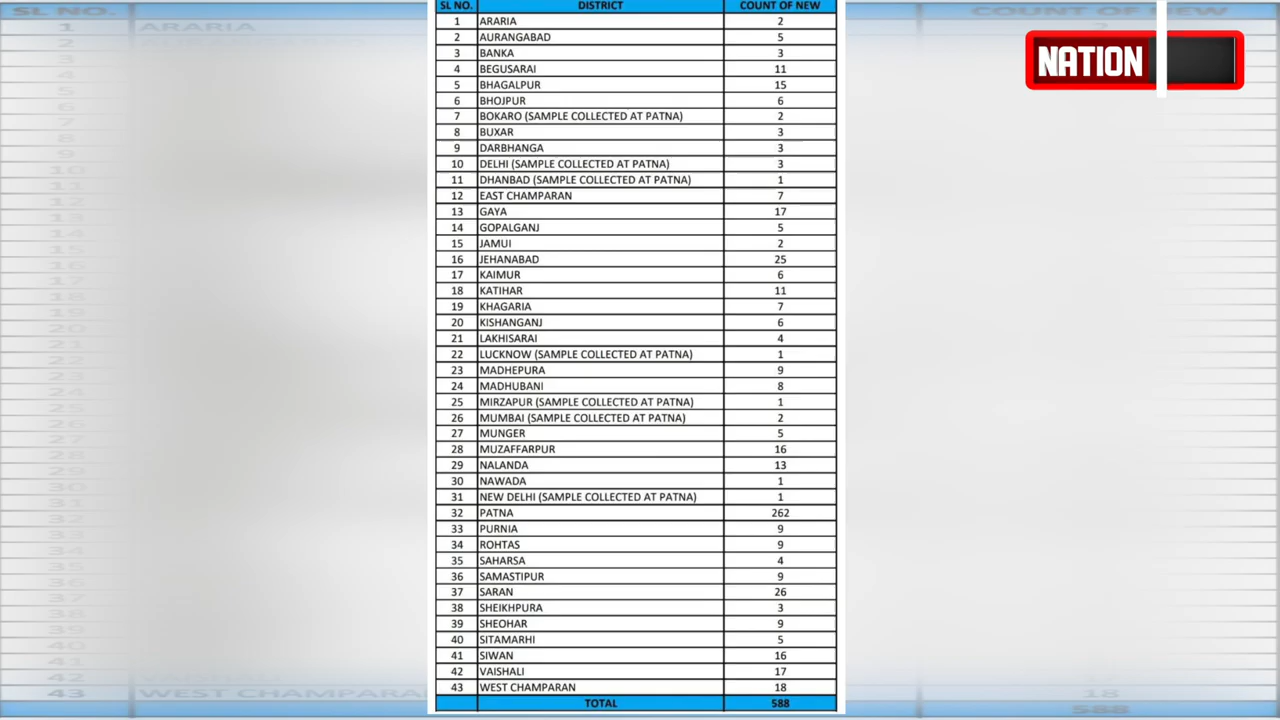 SL NO. DISTRICT COUNT OF NEW
1 ARARIA 2
2 AURANGABAD 5
3 BANKA 3
4 BEGUSARAI 11
5 BHAGALPUR 15
6 BHOJPUR 6
7 BOKARO (SAMPLE COLLECTED AT PATNA) 2
8 BUXAR 3
9 DARBHANGA 3
10 DELHI (SAMPLE COLLECTED AT PATNA) 3
11 DHANBAD (SAMPLE COLLECTED AT PATNA) 1
12 EAST CHAMPARAN 7
13 GAYA 17
14 GOPALGANJ 5
15 JAMUI 2
16 JEHANABAD 25
17 KAIMUR 6
18 KATIHAR 11
19 KHAGARIA 7
20 KISHANGANJ 6
21 LAKHISARAI 4
22 LUCKNOW (SAMPLE COLLECTED AT PATNA) 1
23 MADHEPURA 9
24 MADHUBANI 8
25 MIRZAPUR (SAMPLE COLLECTED AT PATNA) 1
26 MUMBAI (SAMPLE COLLECTED AT PATNA) 2
27 MUNGER 5
28 MUZAFFARPUR 16
29 NALANDA 13
30 NAWADA 1
31 NEW DELHI (SAMPLE COLLECTED AT PATNA) 1
32 PATNA 262
33 PURNIA 9
34 ROHTAS 9
35 SAHARSA 4
36 SAMASTIPUR 9
37 SARAN 26
38 SHEIKHPURA 3
39 SHEOHAR 9
40 SITAMARHI 5
41 SIWAN 16
42 VAISHALI 17
43 WEST CHAMPARAN 18
TOTAL 588
NATION